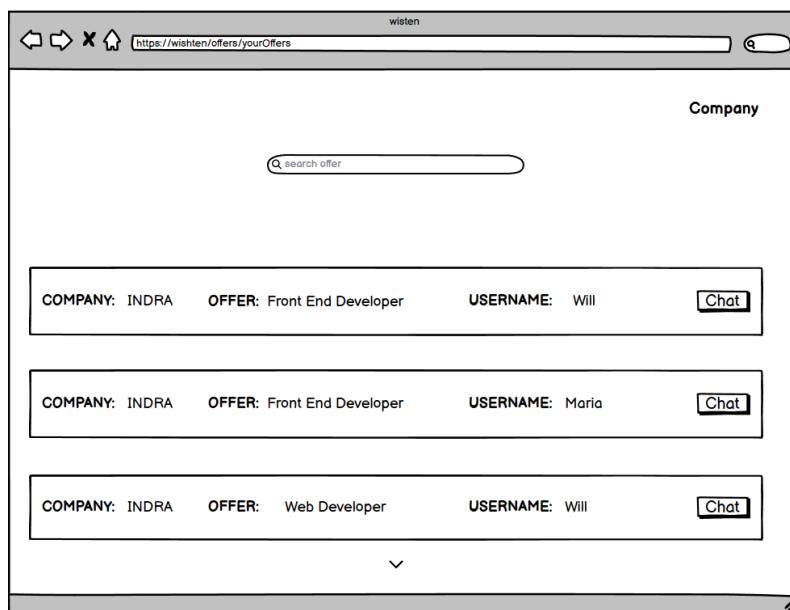 wisten
https://wishten/offers/yourOffers
Company
search offer
COMPANY: INDRA OFFER: Front End Developer USERNAME: Will Chat
COMPANY: INDRA OFFER: Front End Developer USERNAME: Maria Chat
COMPANY: INDRA OFFER: Web Developer USERNAME: Will Chat